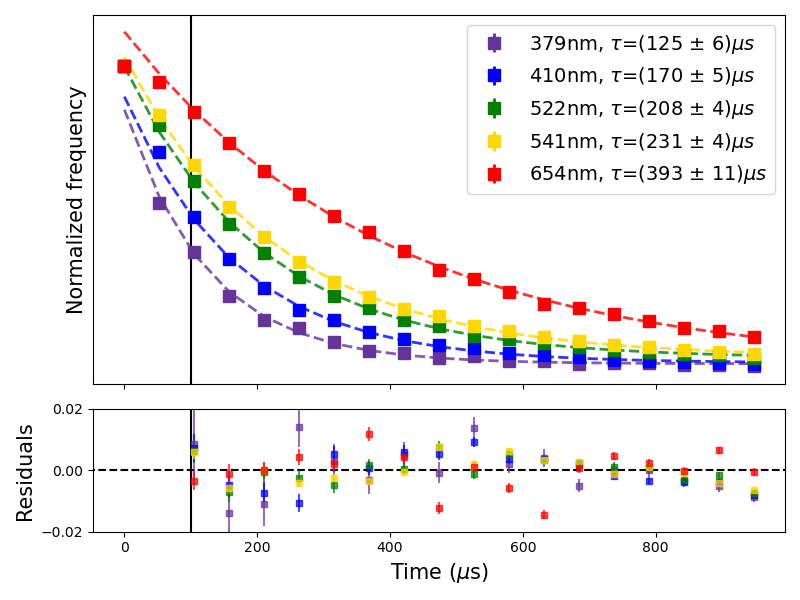 Normalized frequency
379nm, τ=(125 ± 6)μs
410nm, τ=(170 ± 5)μs
522nm, τ=(208 ± 4)μs
541nm, τ=(231 ± 4)μs
654nm, τ=(393 ± 11)μs
Residuals
0.02
0.00
−0.02
0 200 400 600 800
Time (μs)